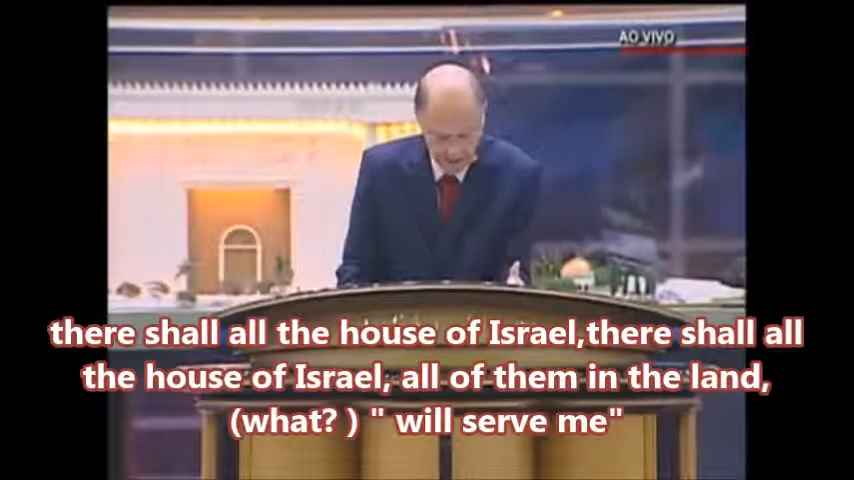 AO VIVO
there shall all the house of Israel,there shall all
the house of Israel, all of them in the land,
(what? ) " will serve me"